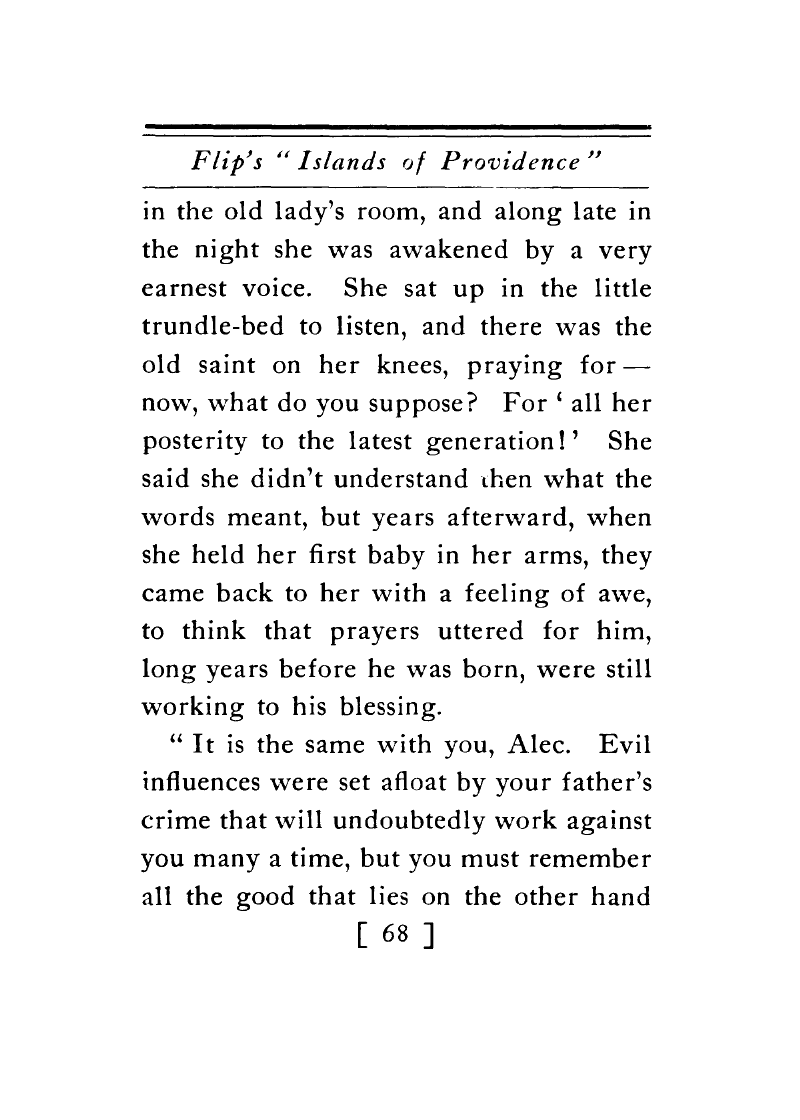 Flip's “Islands of Providence”
in the old lady's room, and along late in
the night she was awakened by a very
earnest voice. She sat up in the little
trundle-bed to listen, and there was the
old saint on her knees, praying for—
now, what do you suppose? For ‘all her
posterity to the latest generation!’ She
said she didn't understand then what the
words meant, but years afterward, when
she held her first baby in her arms, they
came back to her with a feeling of awe,
to think that prayers uttered for him,
long years before he was born, were still
working to his blessing.
“It is the same with you, Alec. Evil
influences were set afloat by your father's
crime that will undoubtedly work against
you many a time, but you must remember
all the good that lies on the other hand
[ 68 ]